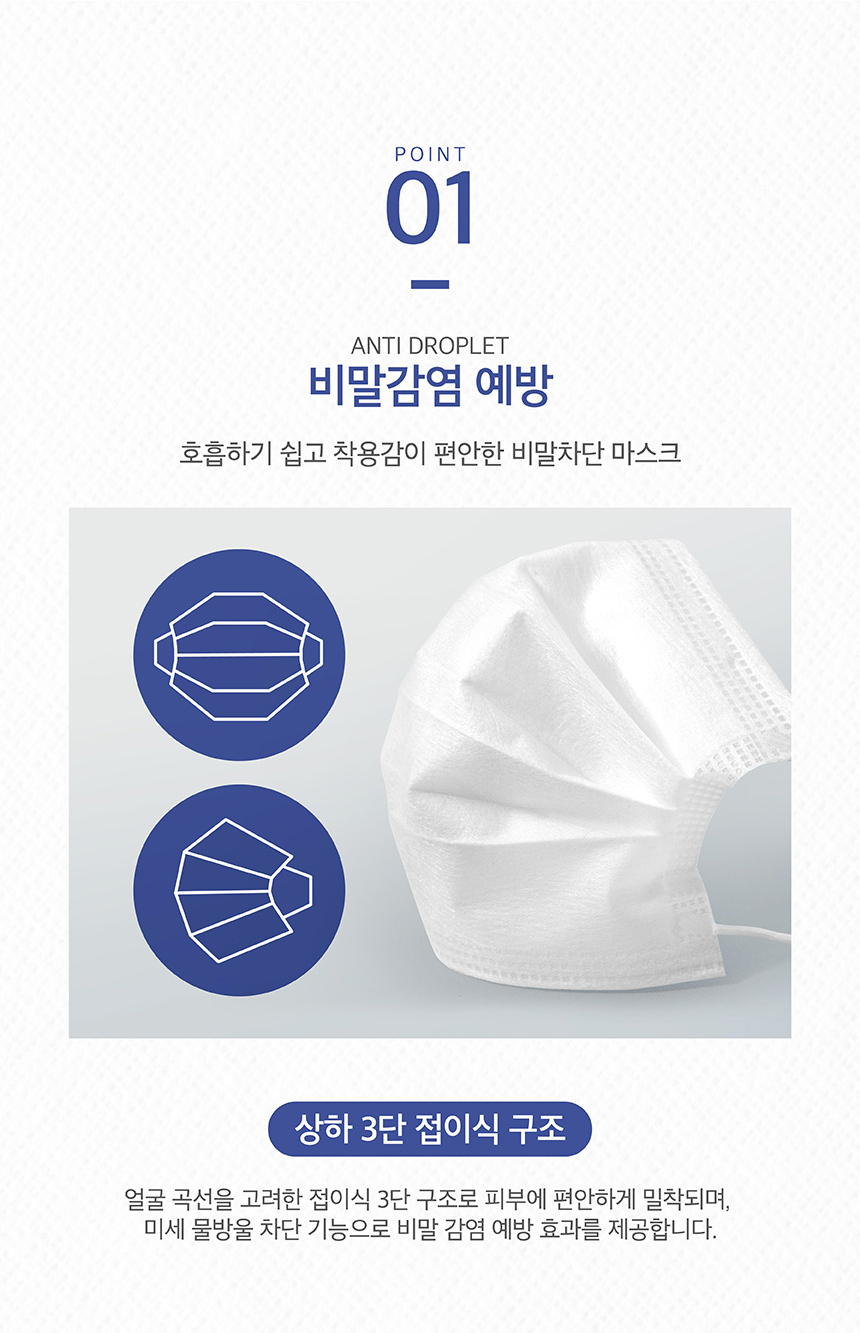 POINT
01
ANTI DROPLET
비말감염 예방
호흡하기 쉽고 착용감이 편안한 비말차단 마스크
상하 3단 접이식 구조
얼굴 곡선을 고려한 접이식 3단 구조로 피부에 편안하게 밀착되며,
미세 물방울 차단 기능으로 비말 감염 예방 효과를 제공합니다.